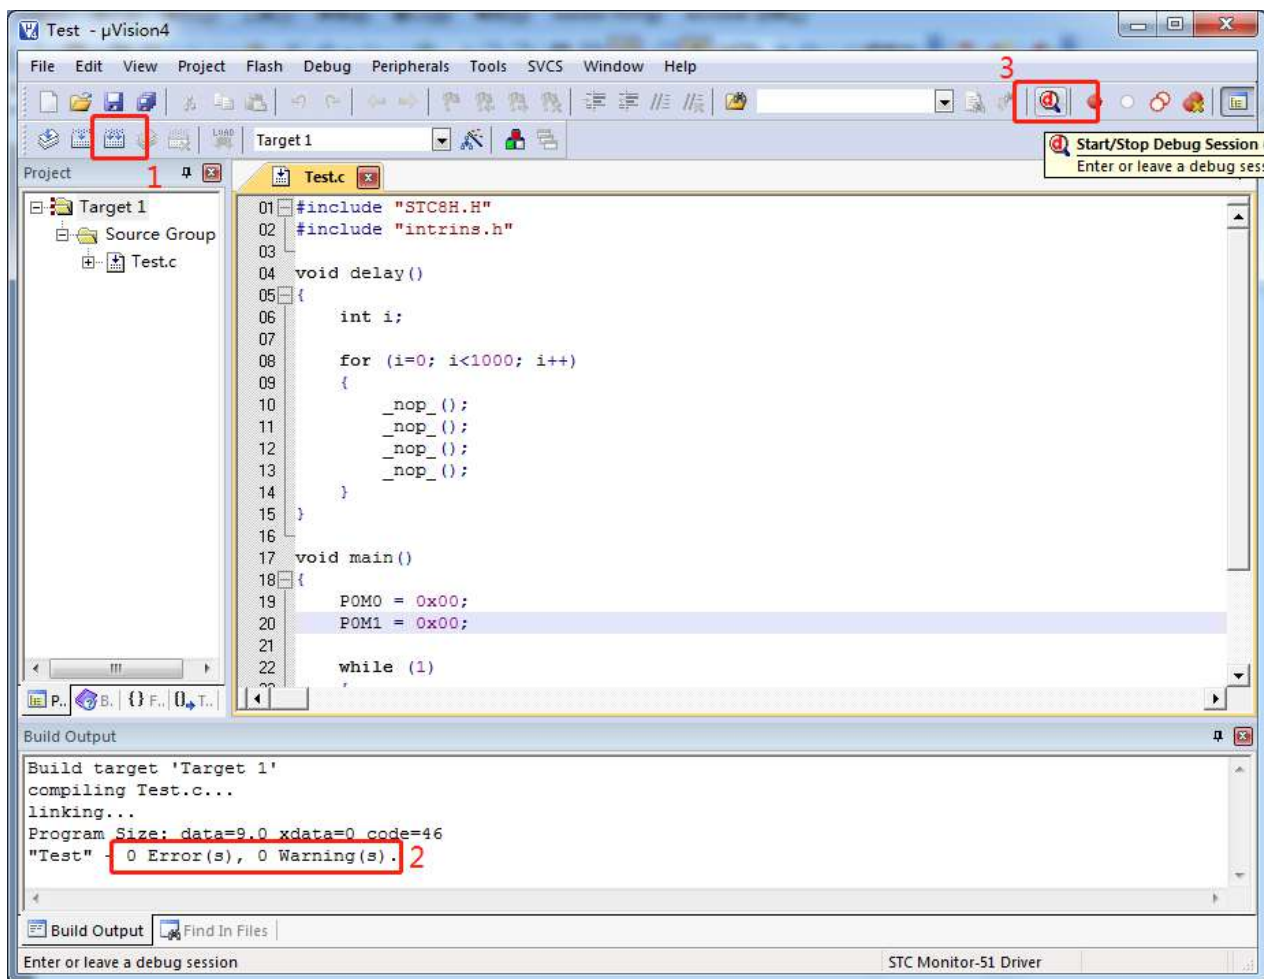 Test - µVision4
File Edit View Project Flash Debug Peripherals Tools SVCS Window Help
3
LOAD
Target 1
Start/Stop Debug Session
Enter or leave a debug ses
Project
1
Test.c
Target 1
Source Group
Test.c
01 #include "STC8H.H"
02 #include "intrins.h"
03
04 void delay()
05 {
06 int i;
07
08 for (i=0; i<1000; i++)
09 {
10 _nop_();
11 _nop_();
12 _nop_();
13 _nop_();
14 }
15 }
16
17 void main()
18 {
19 P0M0 = 0x00;
20 P0M1 = 0x00;
21
22 while (1)
P.. B. {} F.. 0 T..
Build Output
Build target 'Target 1'
compiling Test.c...
linking...
Program Size: data=9.0 xdata=0 code=46
"Test" - 0 Error(s), 0 Warning(s).
2
Build Output Find In Files
Enter or leave a debug session STC Monitor-51 Driver